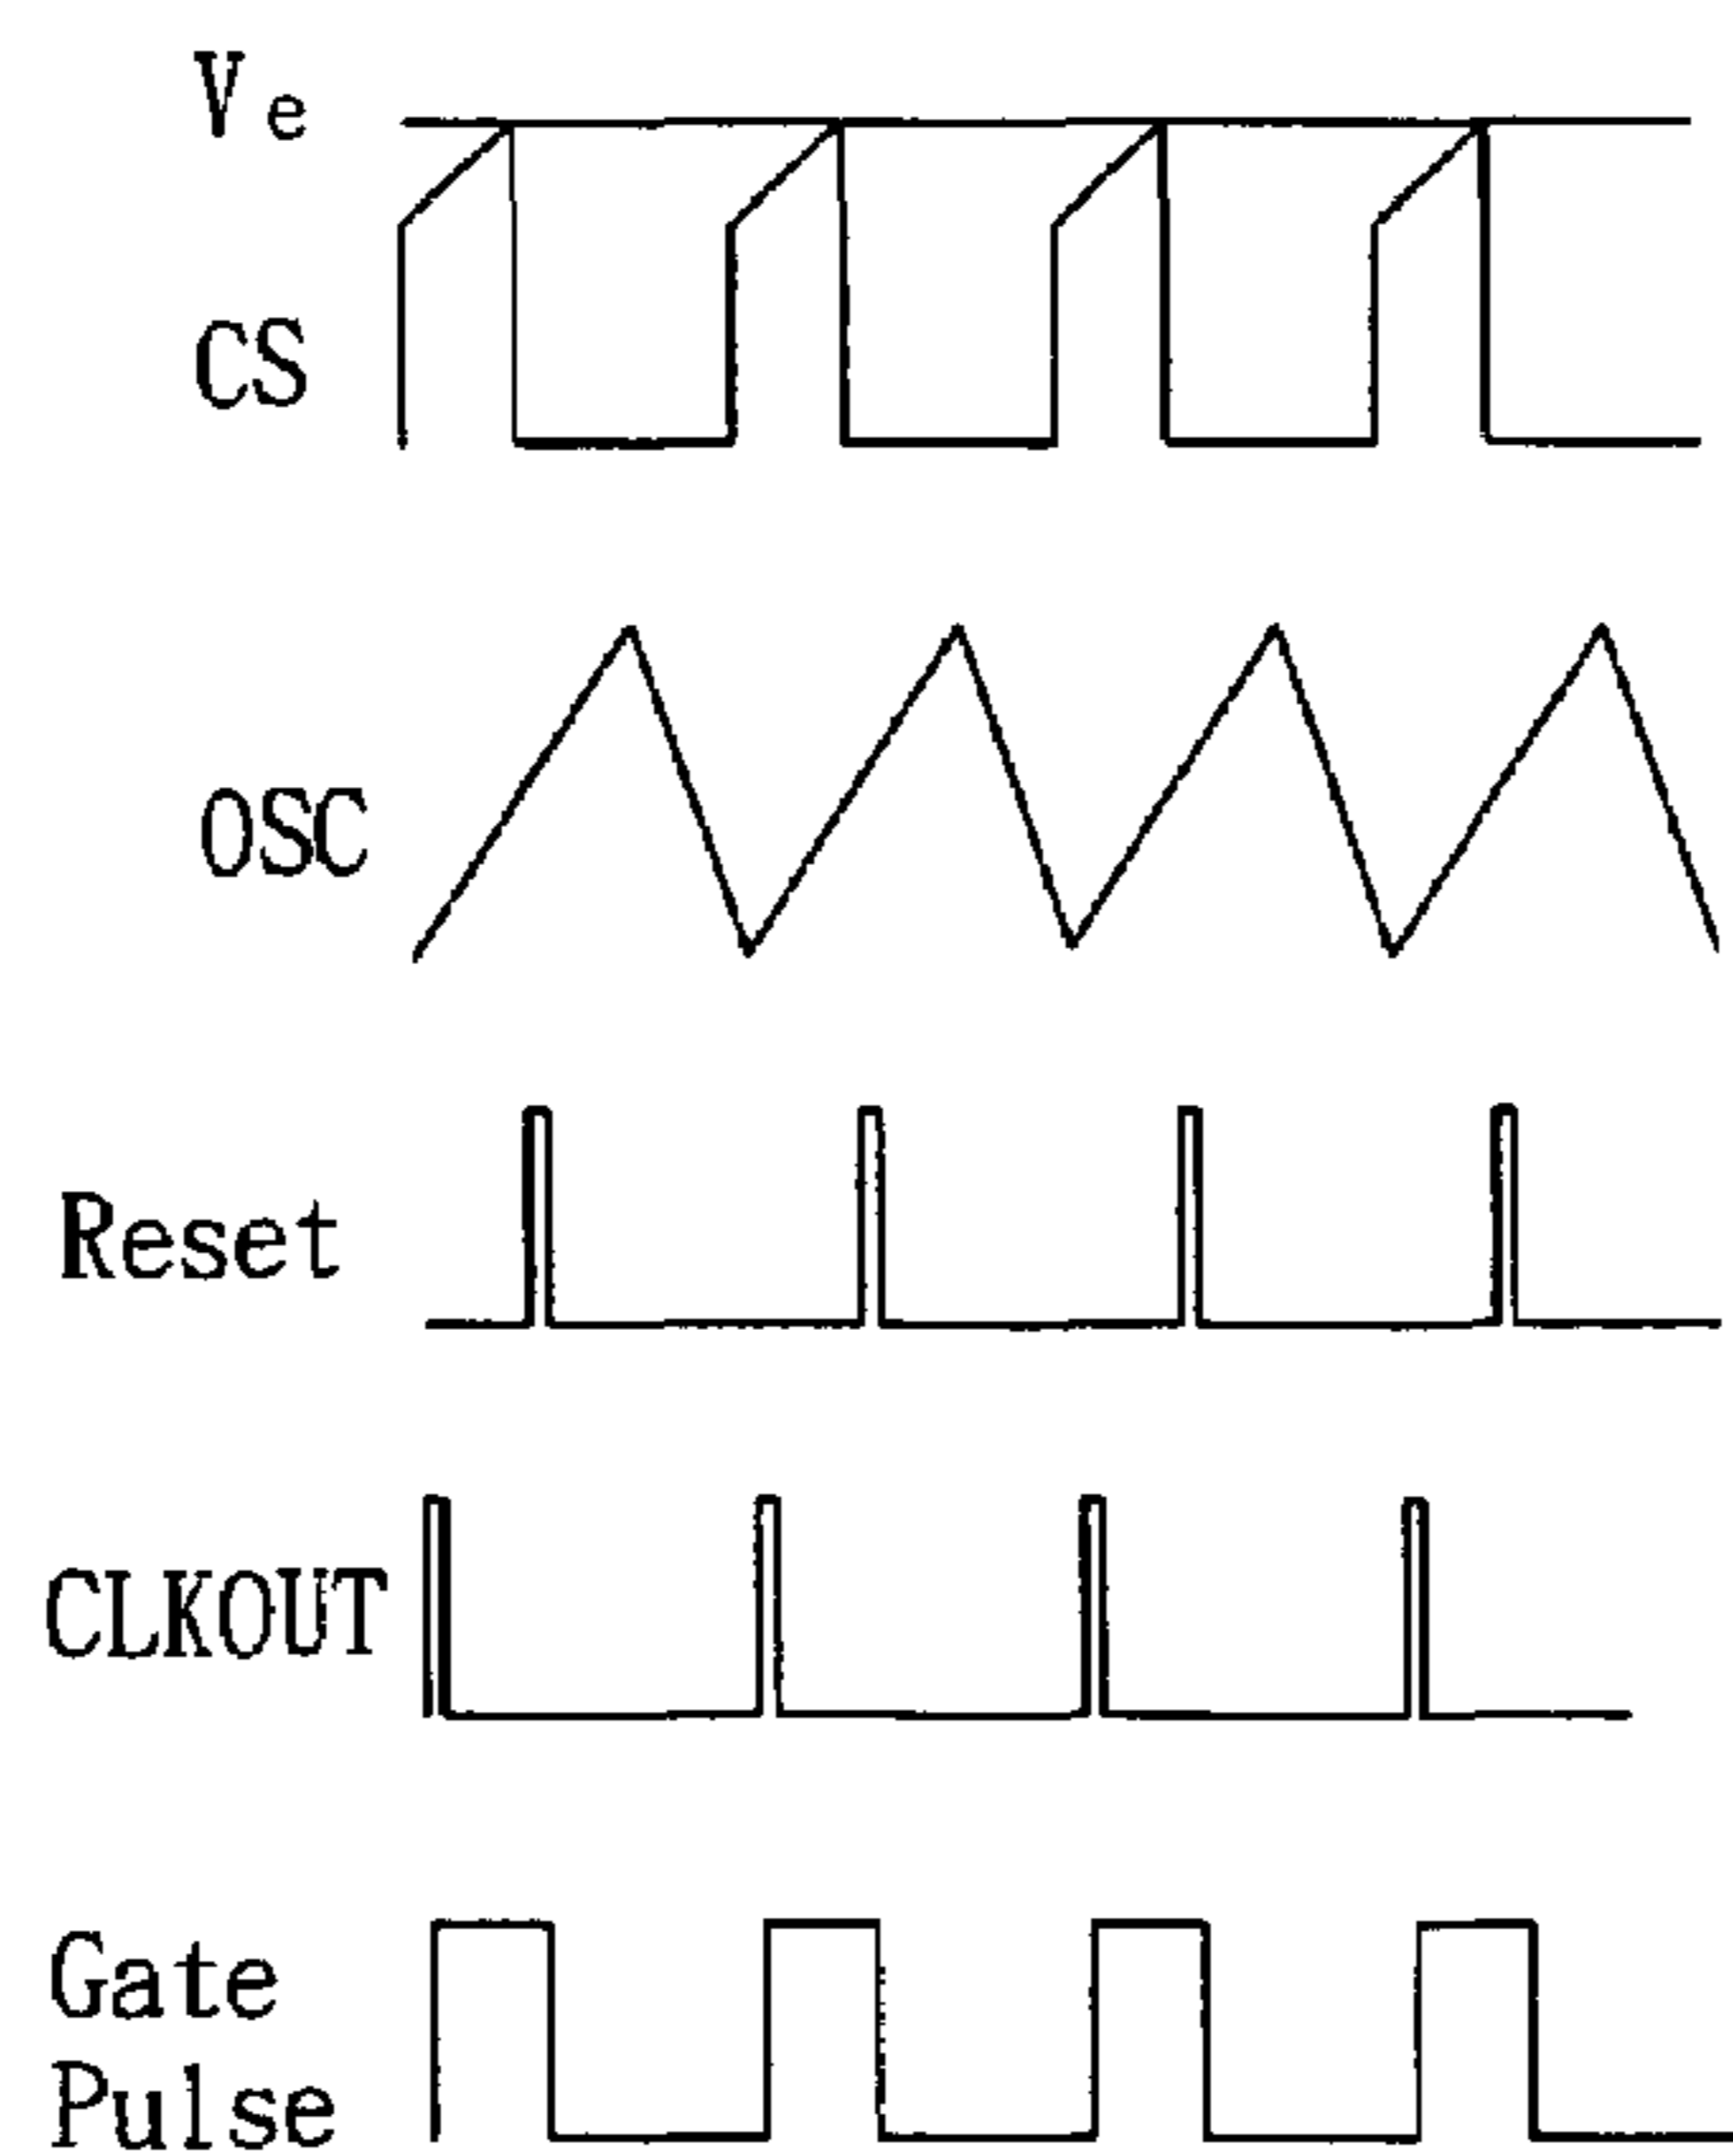 Ve
CS
OSC
Reset
CLKOUT
Gate
Pulse